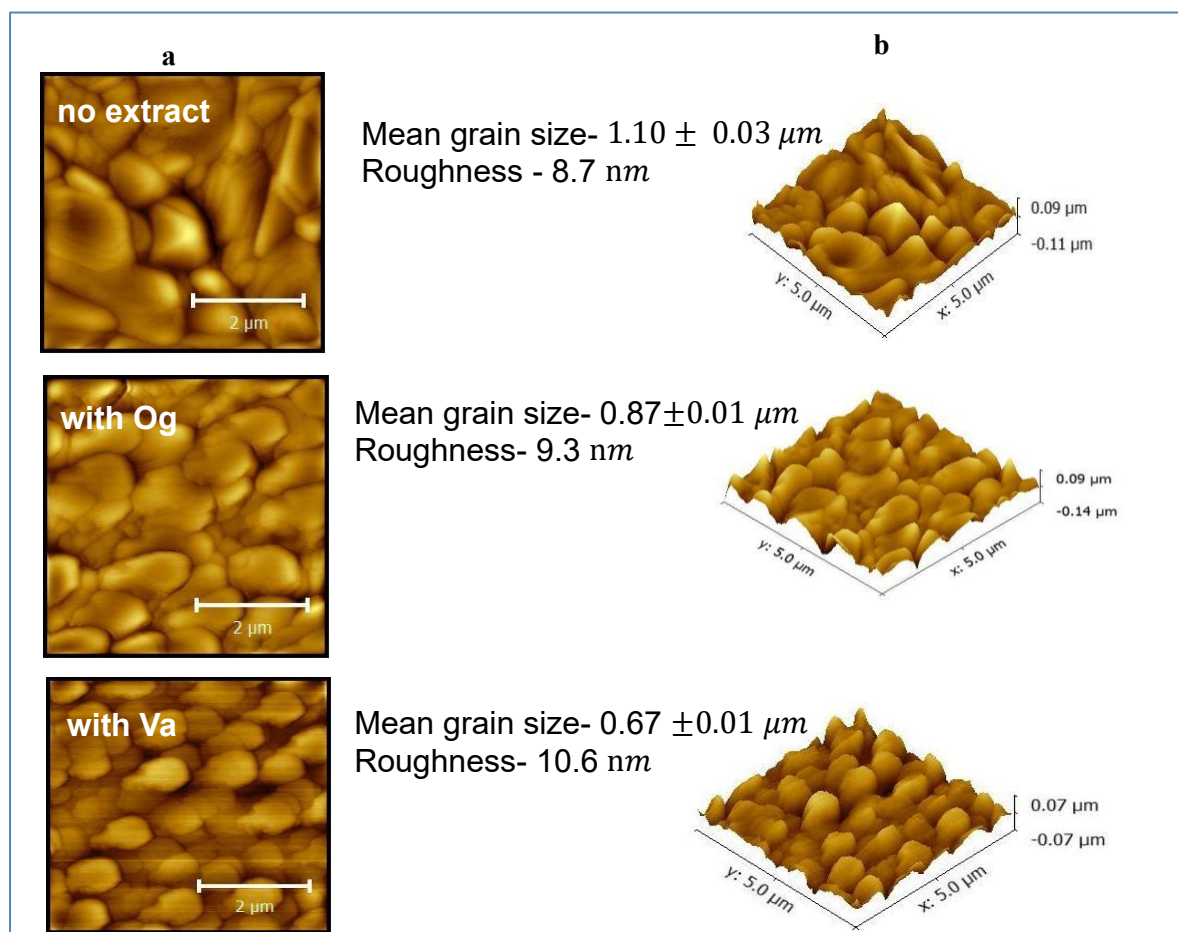 a
b
no extract
2 µm
Mean grain size- 1.10 ± 0.03 µm
Roughness - 8.7 nm
0.09 µm
-0.11 µm
y: 5.0 µm
x: 5.0 µm
with Og
2 µm
Mean grain size- 0.87±0.01 µm
Roughness- 9.3 nm
0.09 µm
-0.14 µm
y: 5.0 µm
x: 5.0 µm
with Va
2 µm
Mean grain size- 0.67 ±0.01 µm
Roughness- 10.6 nm
0.07 µm
-0.07 µm
y: 5.0 µm
x: 5.0 µm